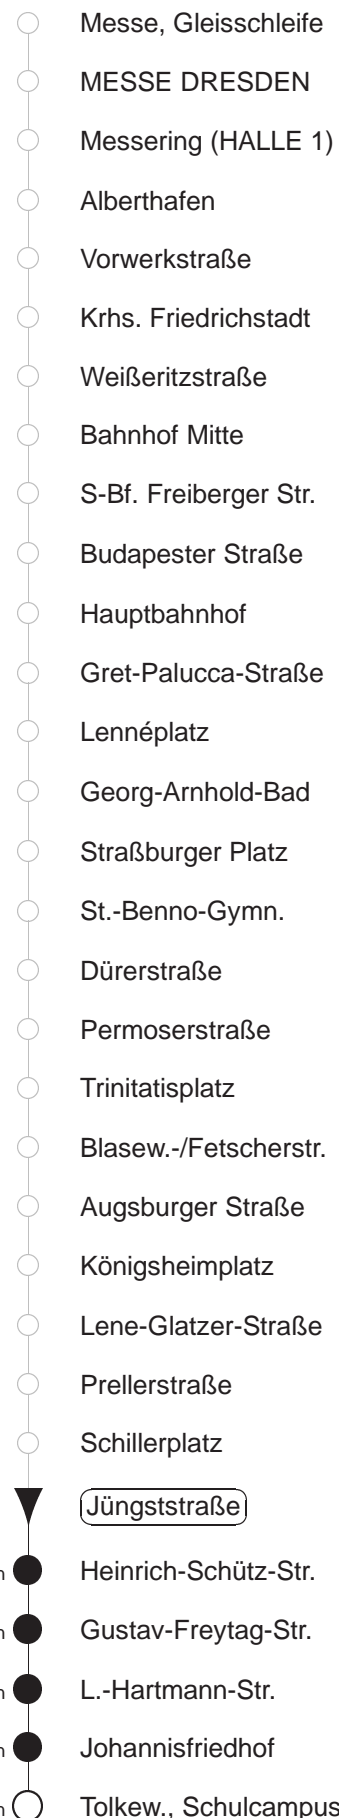 Messe, Gleisschleife
MESSE DRESDEN
Messering (HALLE 1)
Alberthafen
Vorwerkstraße
Krhs. Friedrichstadt
Weißeritzstraße
Bahnhof Mitte
S-Bf. Freiberger Str.
Budapester Straße
Hauptbahnhof
Gret-Palucca-Straße
Lennéplatz
Georg-Arnhold-Bad
Straßburger Platz
St.-Benno-Gymn.
Dürerstraße
Permoserstraße
Trinitatisplatz
Blasew.-/Fetscherstr.
Augsburger Straße
Königsheimplatz
Lene-Glatzer-Straße
Prellerstraße
Schillerplatz
Jüngststraße
Heinrich-Schütz-Str.
Gustav-Freytag-Str.
L.-Hartmann-Str.
Johannisfriedhof
Tolkew., Schulcampus